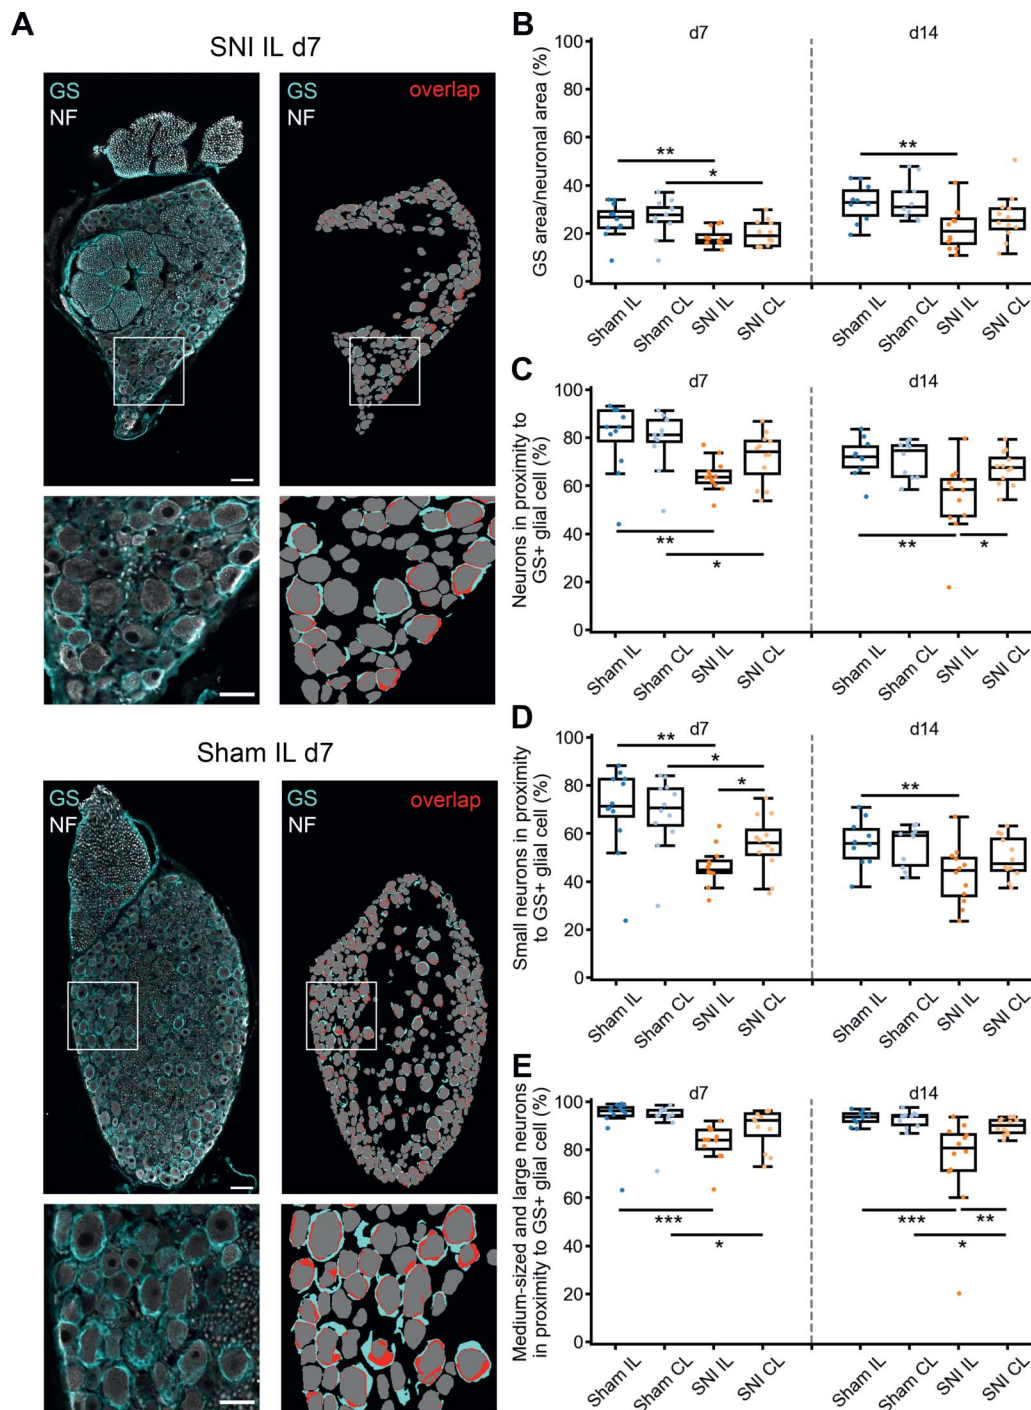 A
SNI IL d7
GS
NF
GS
overlap
Sham IL d7
GS
NF
GS
overlap
B
d7
d14
GS area/neuronal area (%)
100
80
60
40
20
0
**
*
**
Sham IL
Sham CL
SNI IL
SNI CL
Sham IL
Sham CL
SNI IL
SNI CL
C
d7
d14
Neurons in proximity to
GS+ glial cell (%)
100
80
60
40
20
0
**
*
**
*
Sham IL
Sham CL
SNI IL
SNI CL
Sham IL
Sham CL
SNI IL
SNI CL
D
d7
d14
Small neurons in proximity
to GS+ glial cell (%)
100
80
60
40
20
0
**
*
*
**
Sham IL
Sham CL
SNI IL
SNI CL
Sham IL
Sham CL
SNI IL
SNI CL
E
d7
d14
Medium-sized and large neurons
in proximity to GS+ glial cell (%)
100
80
60
40
20
0
***
*
***
**
*
Sham IL
Sham CL
SNI IL
SNI CL
Sham IL
Sham CL
SNI IL
SNI CL